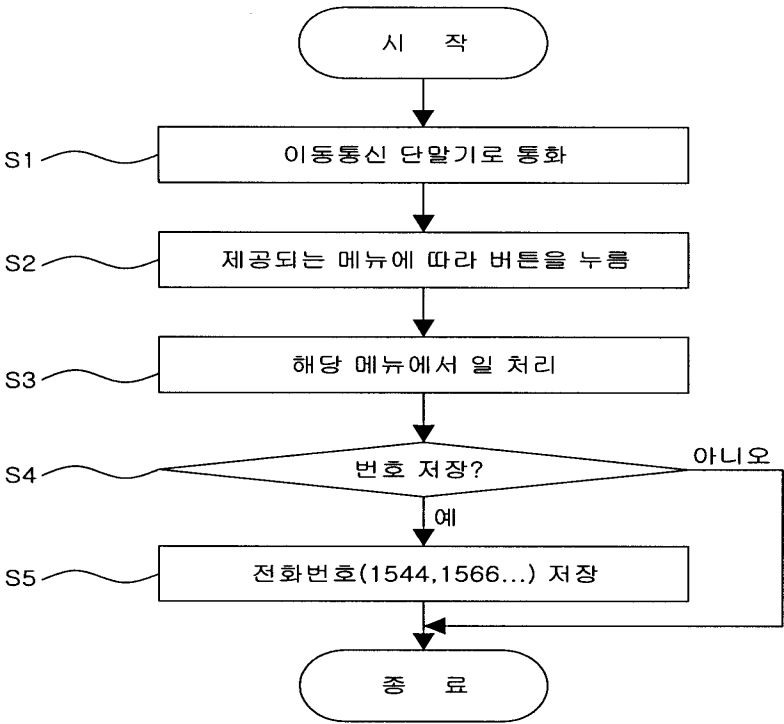 시 작
S1 이동통신 단말기로 통화
S2 제공되는 메뉴에 따라 버튼을 누름
S3 해당 메뉴에서 일 처리
S4 번호 저장? 아니오
예
S5 전화번호(1544,1566...) 저장
종 료